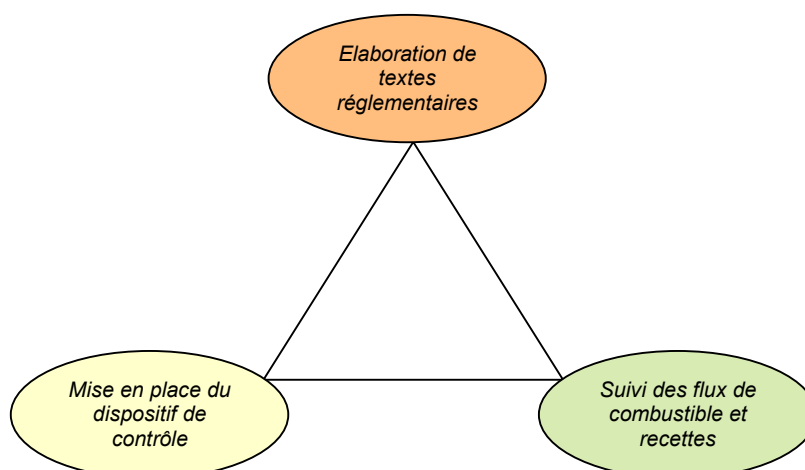 Elaboration de
textes
réglementaires
Mise en place du
dispositif de
contrôle
Suivi des flux de
combustible et
recettes